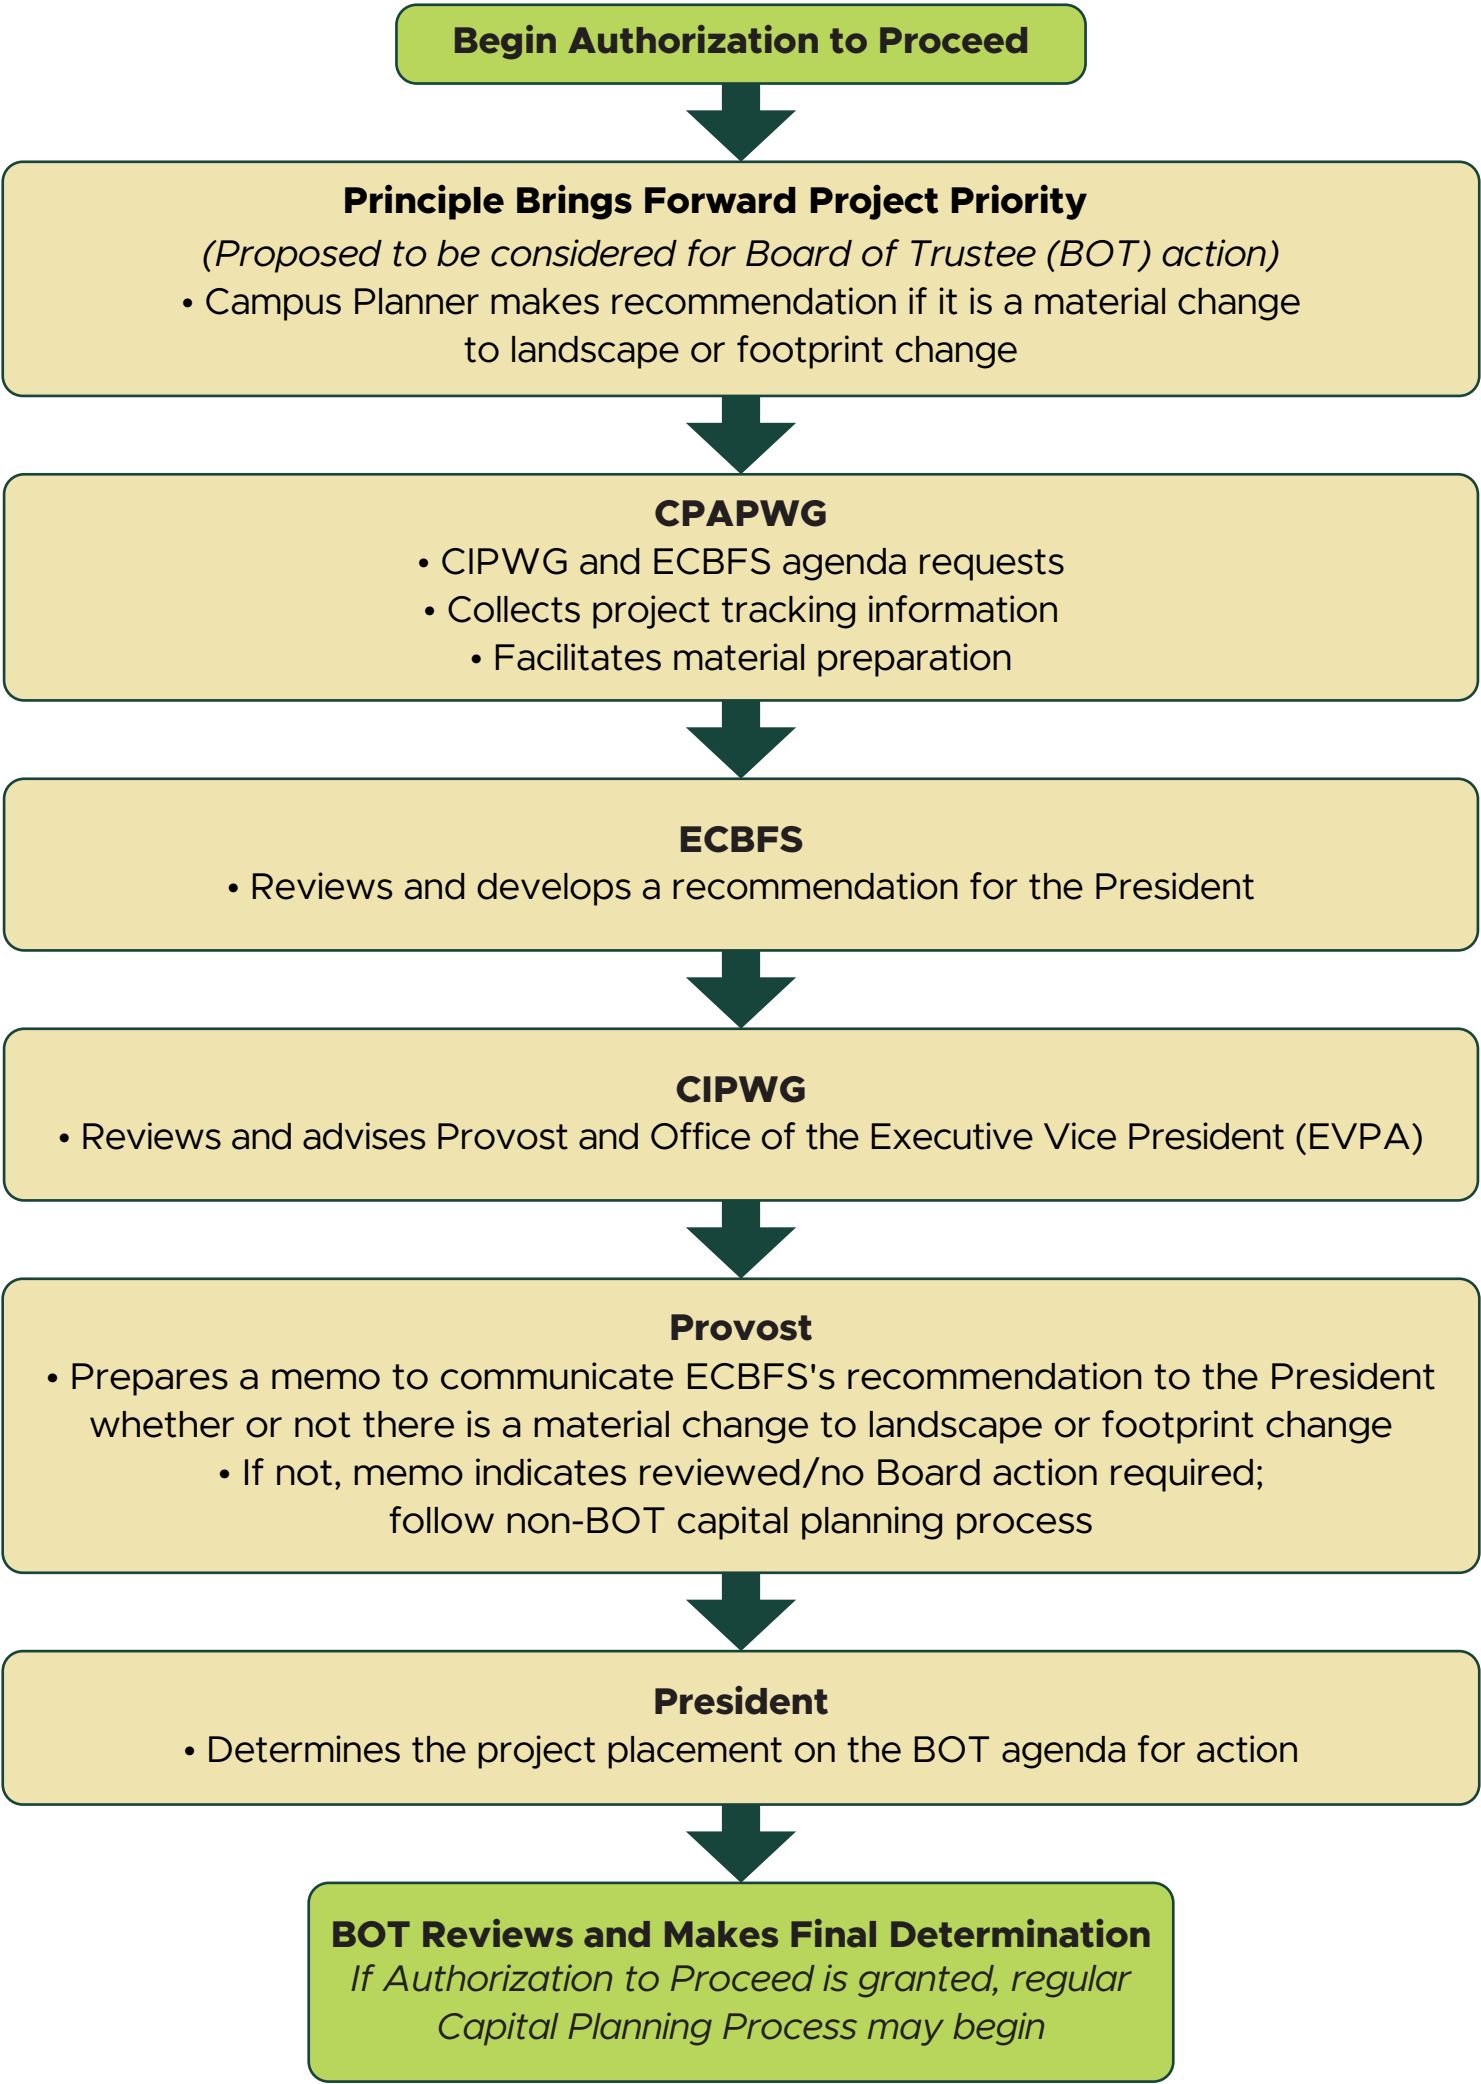 Begin Authorization to Proceed
Principle Brings Forward Project Priority
(Proposed to be considered for Board of Trustee (BOT) action)
• Campus Planner makes recommendation if it is a material change
to landscape or footprint change
CPAPWG
• CIPWG and ECBFS agenda requests
• Collects project tracking information
• Facilitates material preparation
ECBFS
• Reviews and develops a recommendation for the President
CIPWG
• Reviews and advises Provost and Office of the Executive Vice President (EVPA)
Provost
• Prepares a memo to communicate ECBFS's recommendation to the President
whether or not there is a material change to landscape or footprint change
• If not, memo indicates reviewed/no Board action required;
follow non-BOT capital planning process
President
• Determines the project placement on the BOT agenda for action
BOT Reviews and Makes Final Determination
If Authorization to Proceed is granted, regular
Capital Planning Process may begin